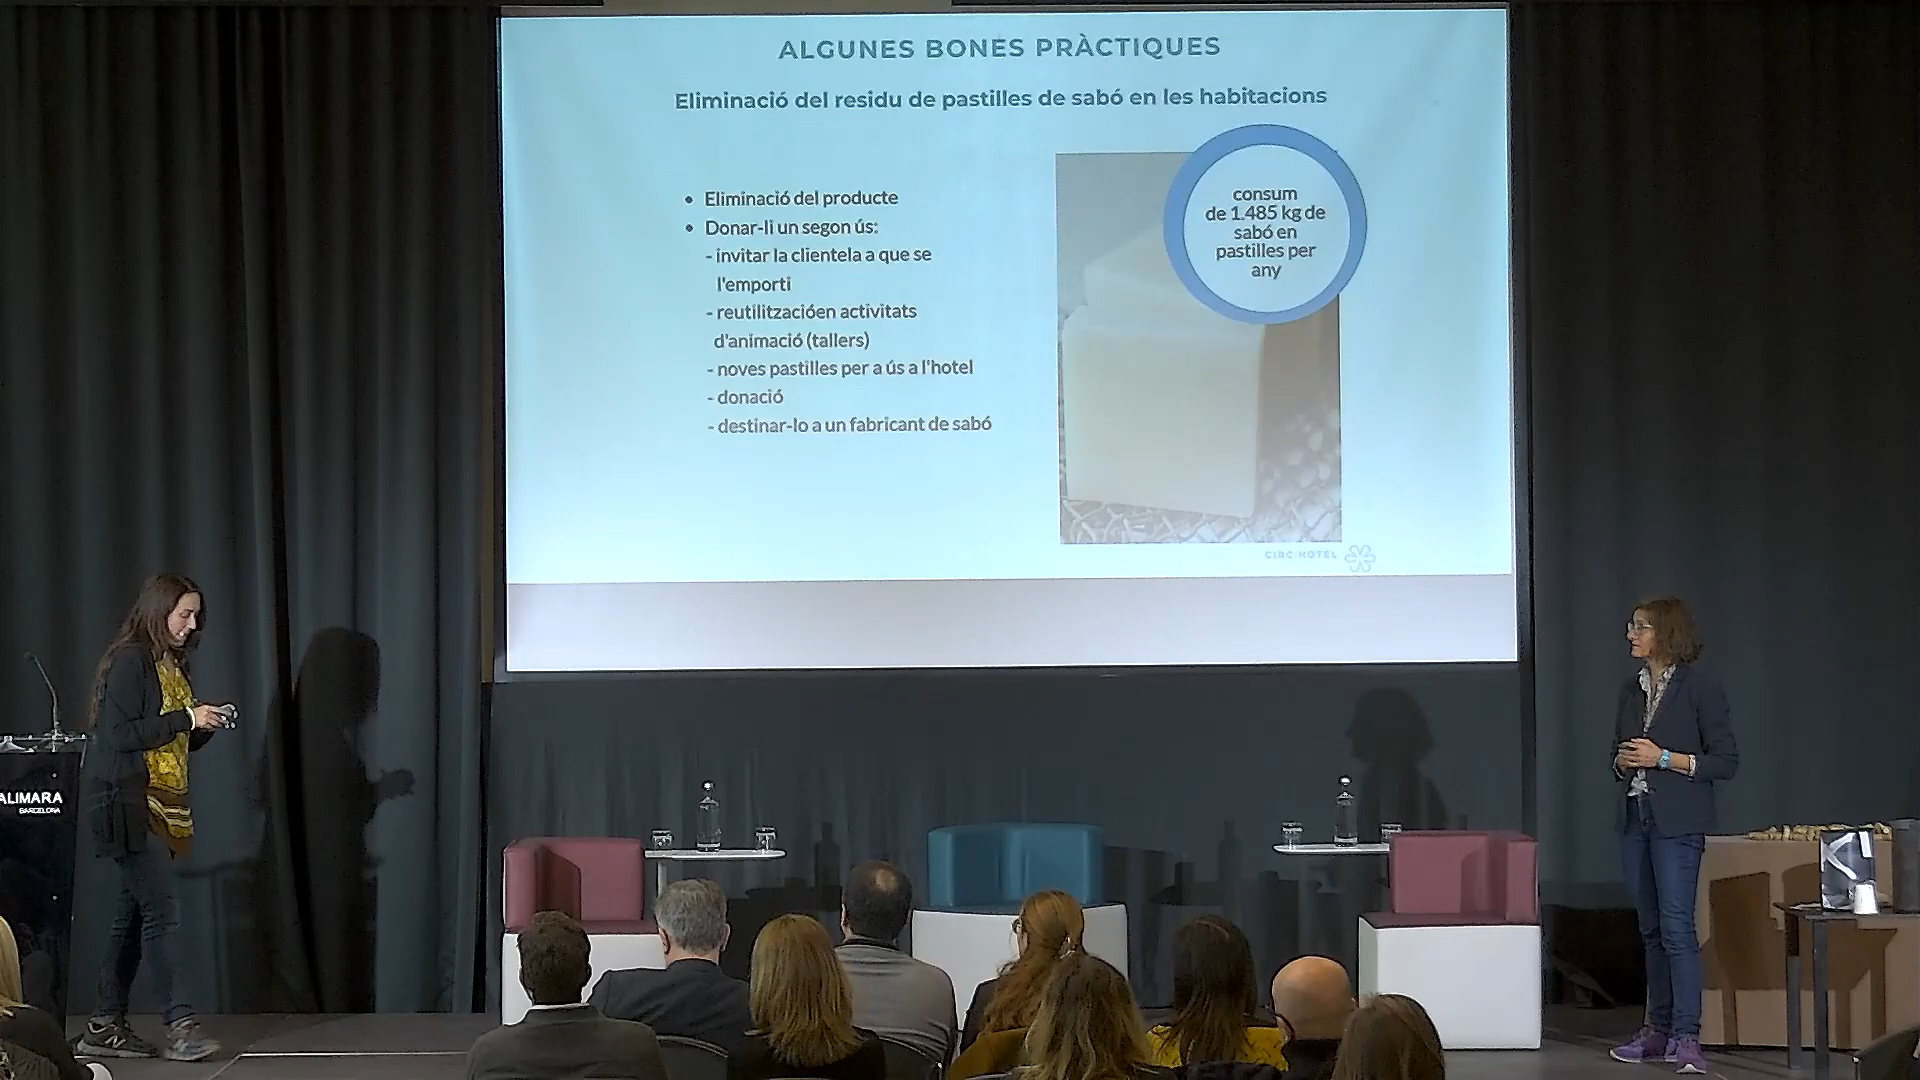 ALGUNES BONES PRÀCTIQUES
Eliminació del residu de pastilles de sabó en les habitacions
• Eliminació del producte
• Donar-li un segon ús:
- invitar la clientela a que se
l'emporti
- reutilitzacióen activitats
d'animació (tallers)
- noves pastilles per a ús a l'hotel
- donació
- destinar-lo a un fabricant de sabó
consum
de 1.485 kg de
sabó en
pastilles per
any
CIRC HOTEL
ALIMARA
BARCELONA